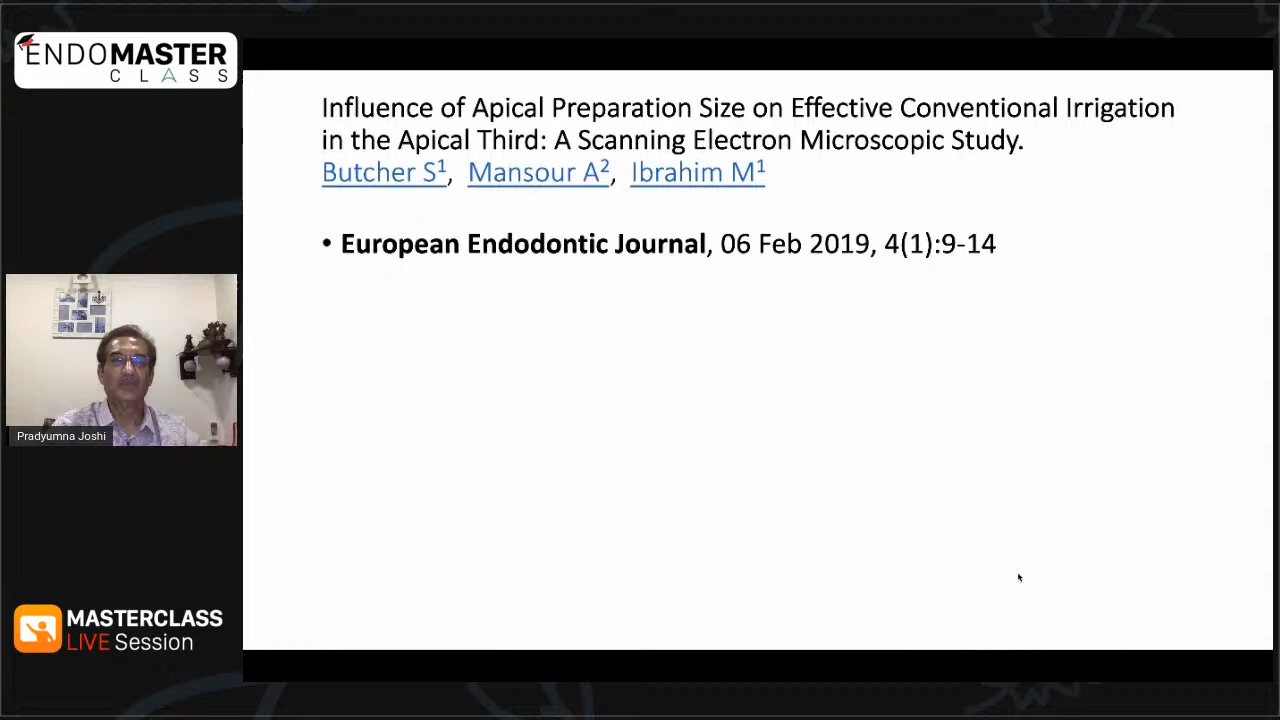 ENDOMASTER
CLASS
Influence of Apical Preparation Size on Effective Conventional Irrigation
in the Apical Third: A Scanning Electron Microscopic Study.
Butcher S1, Mansour A2, Ibrahim M1
• European Endodontic Journal, 06 Feb 2019, 4(1):9-14
Pradyumna Joshi
MASTERCLASS
LIVE Session